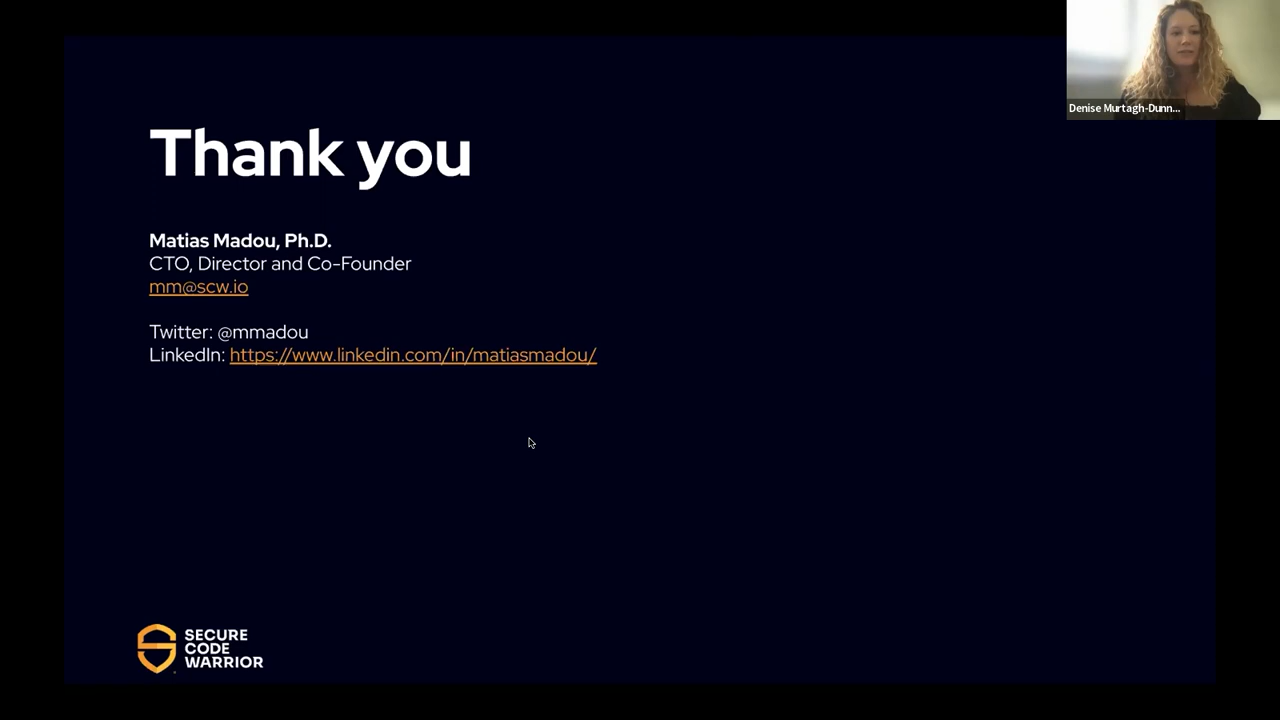 Thank you
Matias Madou, Ph.D.
CTO, Director and Co-Founder
mm@scw.io
Twitter: @mmadou
LinkedIn: https://www.linkedin.com/in/matiasmadou/
SECURE
CODE
WARRIOR
Denise Murtagh-Dunn...